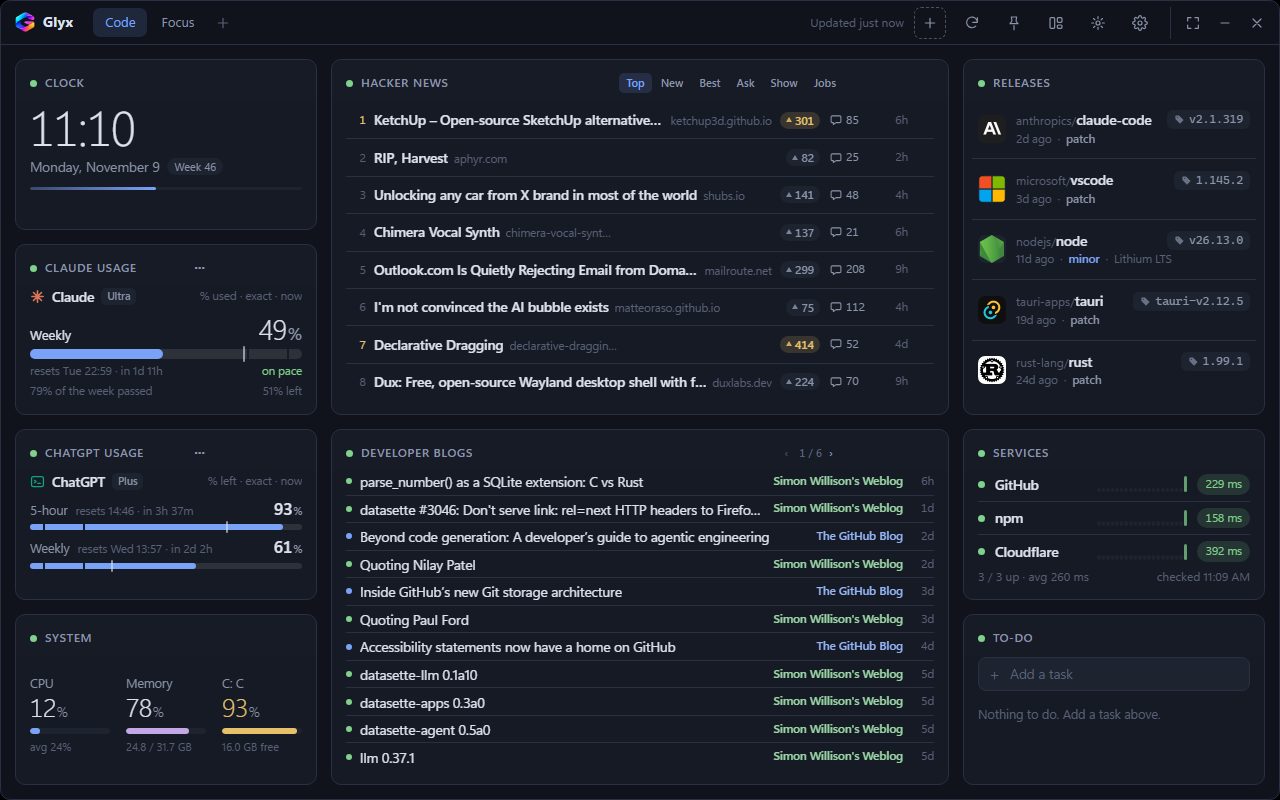 Glyx Code Focus + Updated just now
CLOCK
11:10
Monday, November 9 Week 46
CLAUDE USAGE ···
Claude Ultra % used · exact · now
Weekly 49%
resets Tue 22:59 · in 1d 11h on pace
79% of the week passed 51% left
CHATGPT USAGE ···
ChatGPT Plus % left · exact · now
5-hour resets 14:46 · in 3h 37m 93%
Weekly resets Wed 13:57 · in 2d 2h 61%
SYSTEM
CPU Memory C: C
12% 78% 93%
avg 24% 24.8 / 31.7 GB 16.0 GB free
HACKER NEWS Top New Best Ask Show Jobs
1 KetchUp – Open-source SketchUp alternative... ketchup3d.github.io 301 85 6h
2 RIP, Harvest aphyr.com 82 25 2h
3 Unlocking any car from X brand in most of the world shubs.io 141 48 4h
4 Chimera Vocal Synth chimera-vocal-synt... 137 21 6h
5 Outlook.com Is Quietly Rejecting Email from Doma... mailroute.net 299 208 9h
6 I'm not convinced the AI bubble exists matteoraso.github.io 75 112 4h
7 Declarative Dragging declarative-draggin... 414 52 4d
8 Dux: Free, open-source Wayland desktop shell with f... duxlabs.dev 224 70 9h
DEVELOPER BLOGS ‹ 1 / 6 ›
parse_number() as a SQLite extension: C vs Rust Simon Willison's Weblog 6h
datasette #3046: Don't serve link: rel=next HTTP headers to Firefo... Simon Willison's Weblog 1d
Beyond code generation: A developer's guide to agentic engineering The GitHub Blog 2d
Quoting Nilay Patel Simon Willison's Weblog 2d
Inside GitHub's new Git storage architecture The GitHub Blog 3d
Quoting Paul Ford Simon Willison's Weblog 3d
Accessibility statements now have a home on GitHub The GitHub Blog 4d
datasette-llm 0.1a10 Simon Willison's Weblog 5d
datasette-apps 0.3a0 Simon Willison's Weblog 5d
datasette-agent 0.5a0 Simon Willison's Weblog 5d
llm 0.37.1 Simon Willison's Weblog 5d
RELEASES
anthropics/claude-code v2.1.319
2d ago · patch
microsoft/vscode 1.145.2
3d ago · patch
nodejs/node v26.13.0
11d ago · minor · Lithium LTS
tauri-apps/tauri tauri-v2.12.5
19d ago · patch
rust-lang/rust 1.99.1
24d ago · patch
SERVICES
GitHub 229 ms
npm 158 ms
Cloudflare 392 ms
3 / 3 up · avg 260 ms checked 11:09 AM
TO-DO
+ Add a task
Nothing to do. Add a task above.